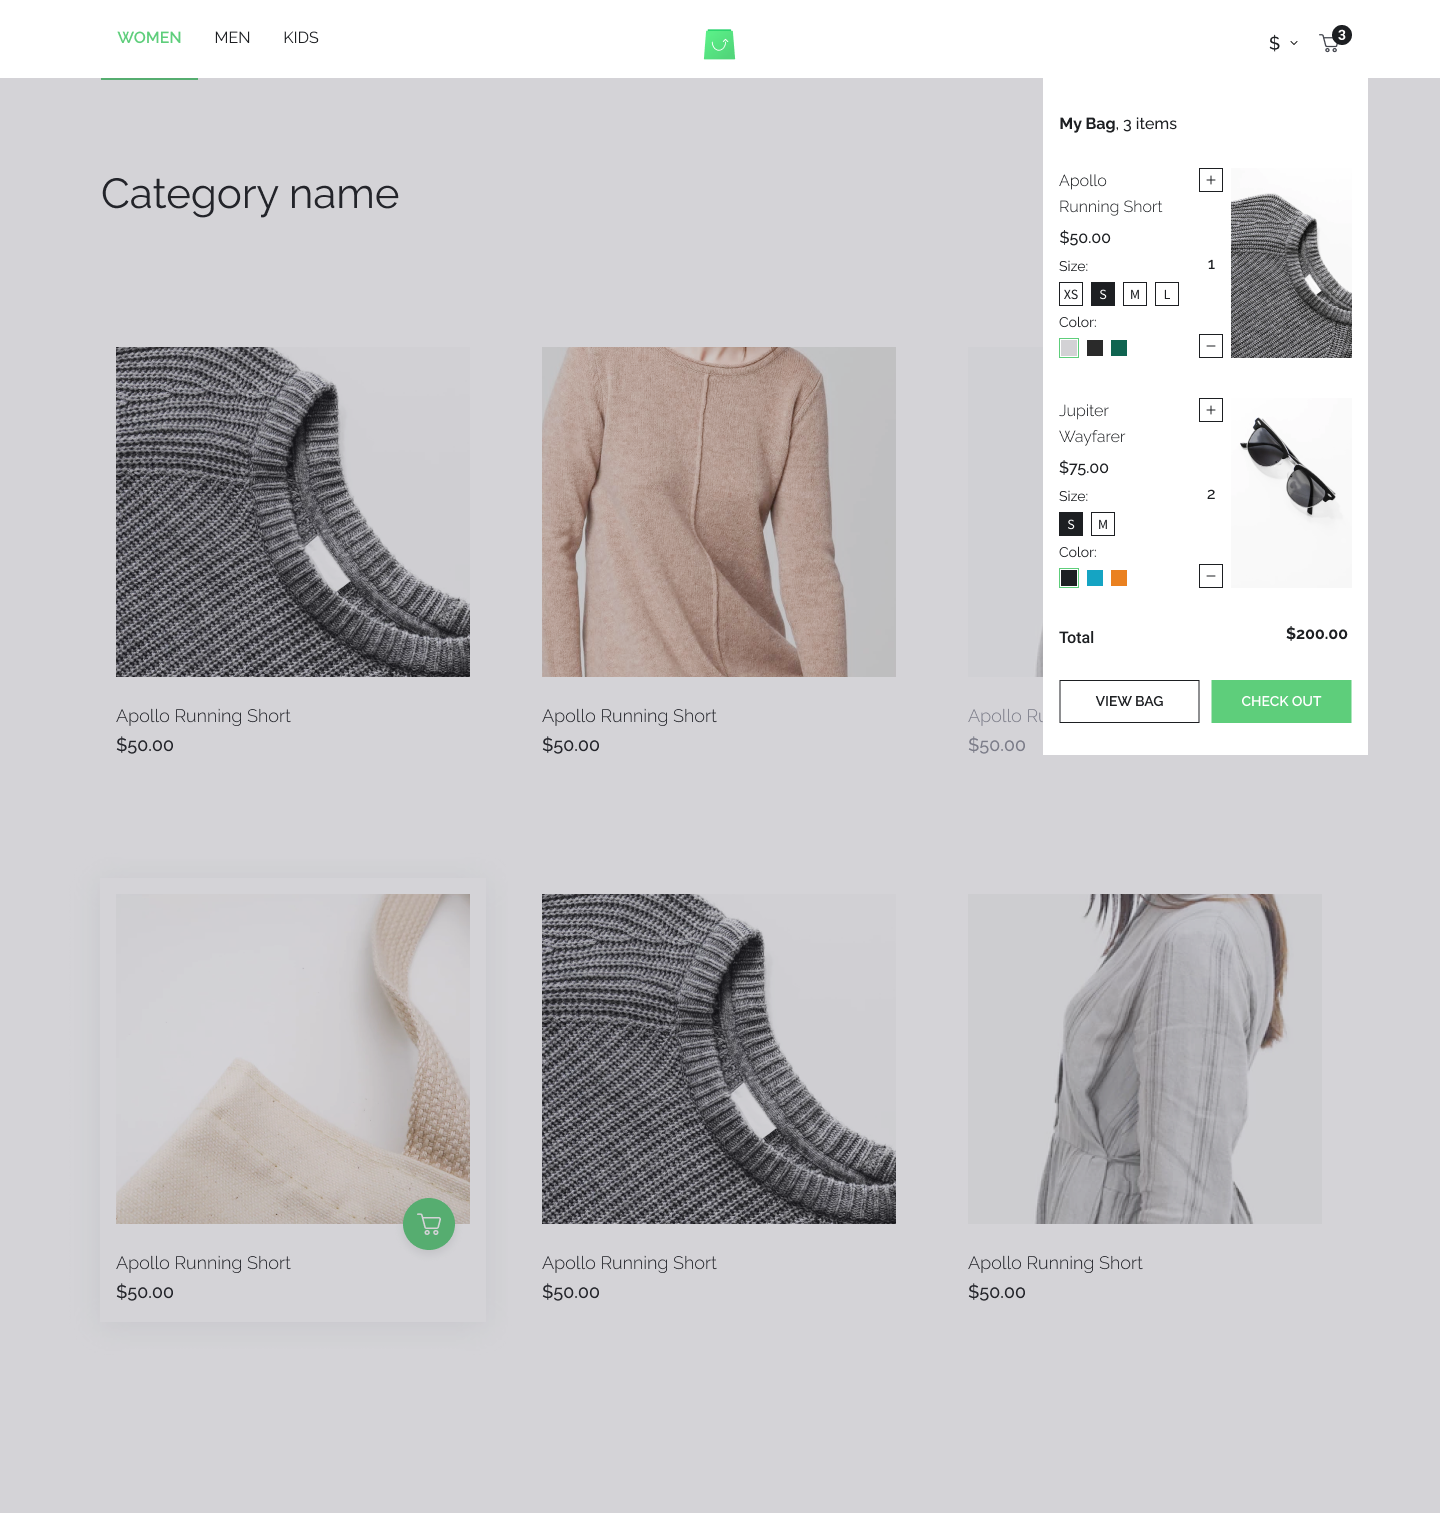 WOMEN MEN KIDS
$ 3
Category name
My Bag, 3 items
Apollo
Running Short
$50.00
Size:
XS S M L
Color:
+
1
−
Jupiter
Wayfarer
$75.00
Size:
S M
Color:
+
2
−
Total $200.00
VIEW BAG CHECK OUT
Apollo Running Short
$50.00
Apollo Running Short
$50.00
Apollo
$50.00
Apollo Running Short
$50.00
Apollo Running Short
$50.00
Apollo Running Short
$50.00